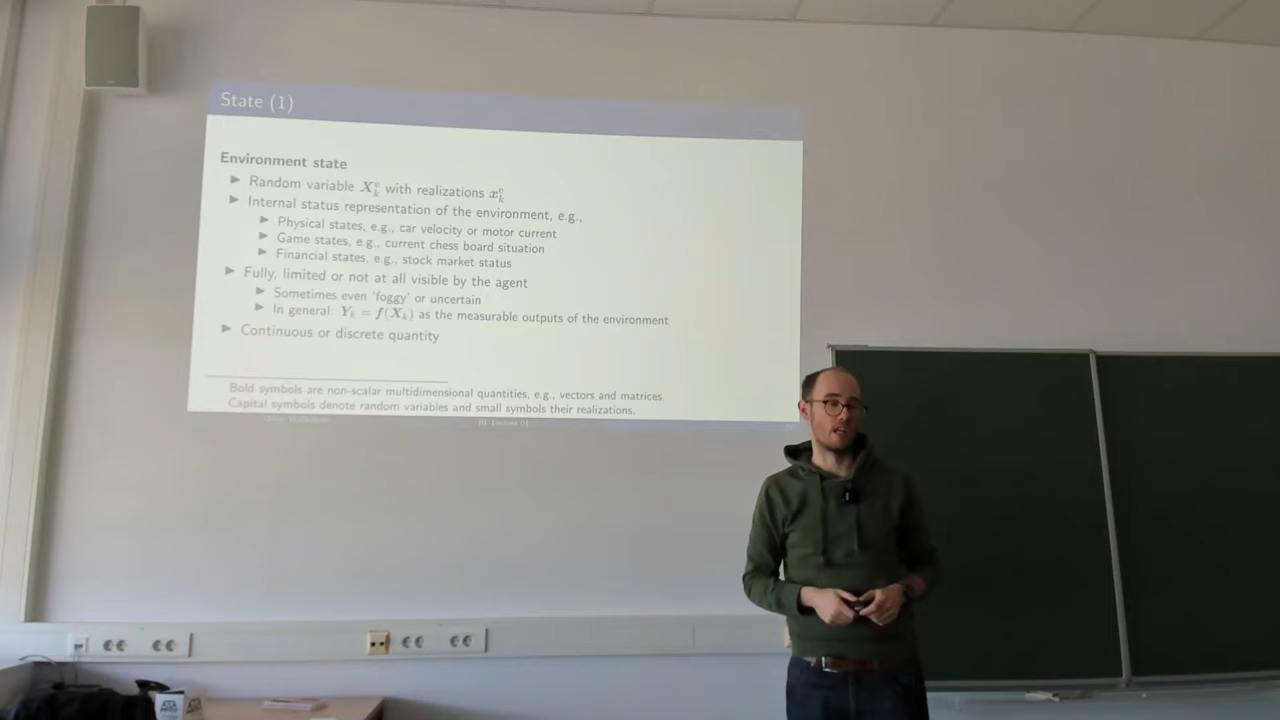 State (1)
Environment state
▶ Random variable X_k^e with realizations x_k^e
▶ Internal status representation of the environment, e.g.,
▶ Physical states, e.g., car velocity or motor current
▶ Game states, e.g., current chess board situation
▶ Financial states, e.g., stock market status
▶ Fully, limited or not at all visible by the agent
▶ Sometimes even 'foggy' or uncertain
▶ In general: Y_k = f(X_k) as the measurable outputs of the environment
▶ Continuous or discrete quantity
Bold symbols are non-scalar multidimensional quantities, e.g., vectors and matrices.
Capital symbols denote random variables and small symbols their realizations.
RL Lecture 01